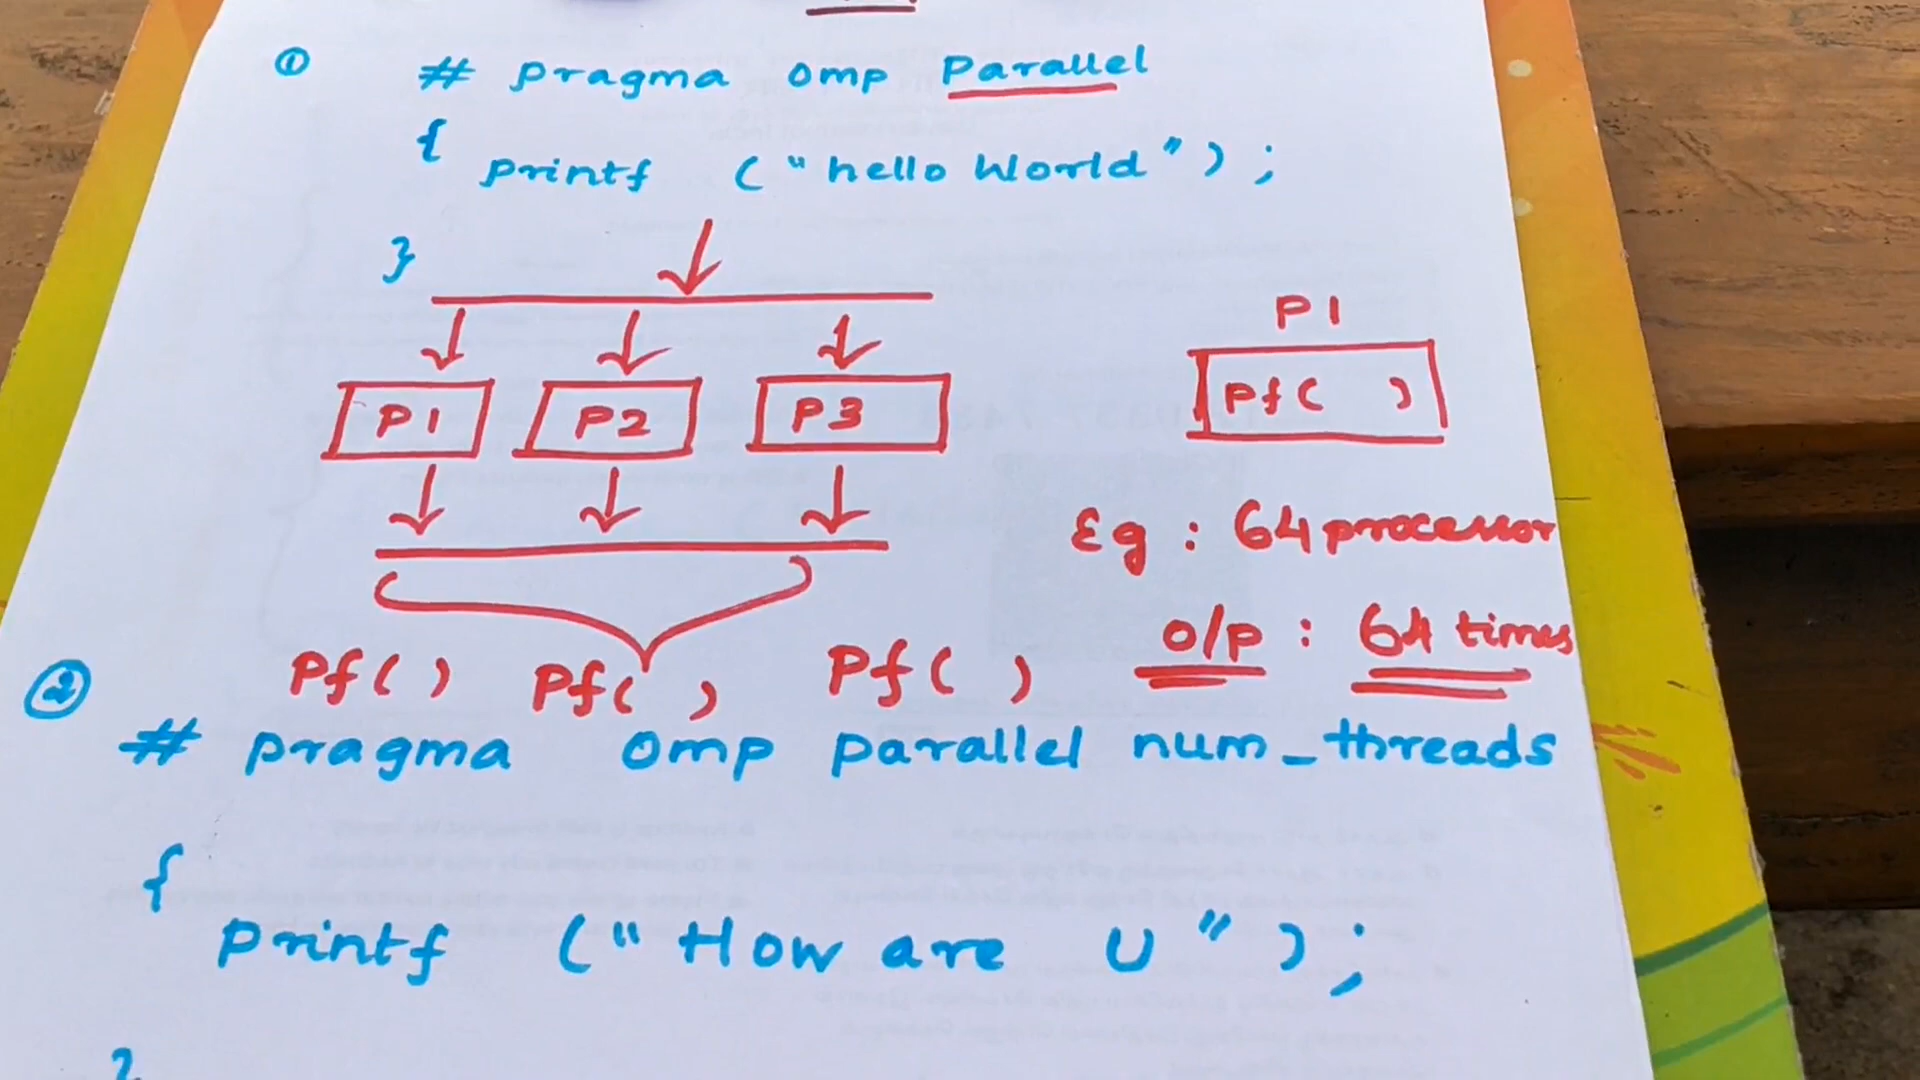 ① # pragma omp Parallel
{ printf ("hello World");
}
P1 P2 P3
P1
Pf( )
Eg : 64 processor
o/p : 64 times
Pf( ) Pf( ) Pf( )
②
# pragma omp parallel num_threads
{
printf ("How are U");
}